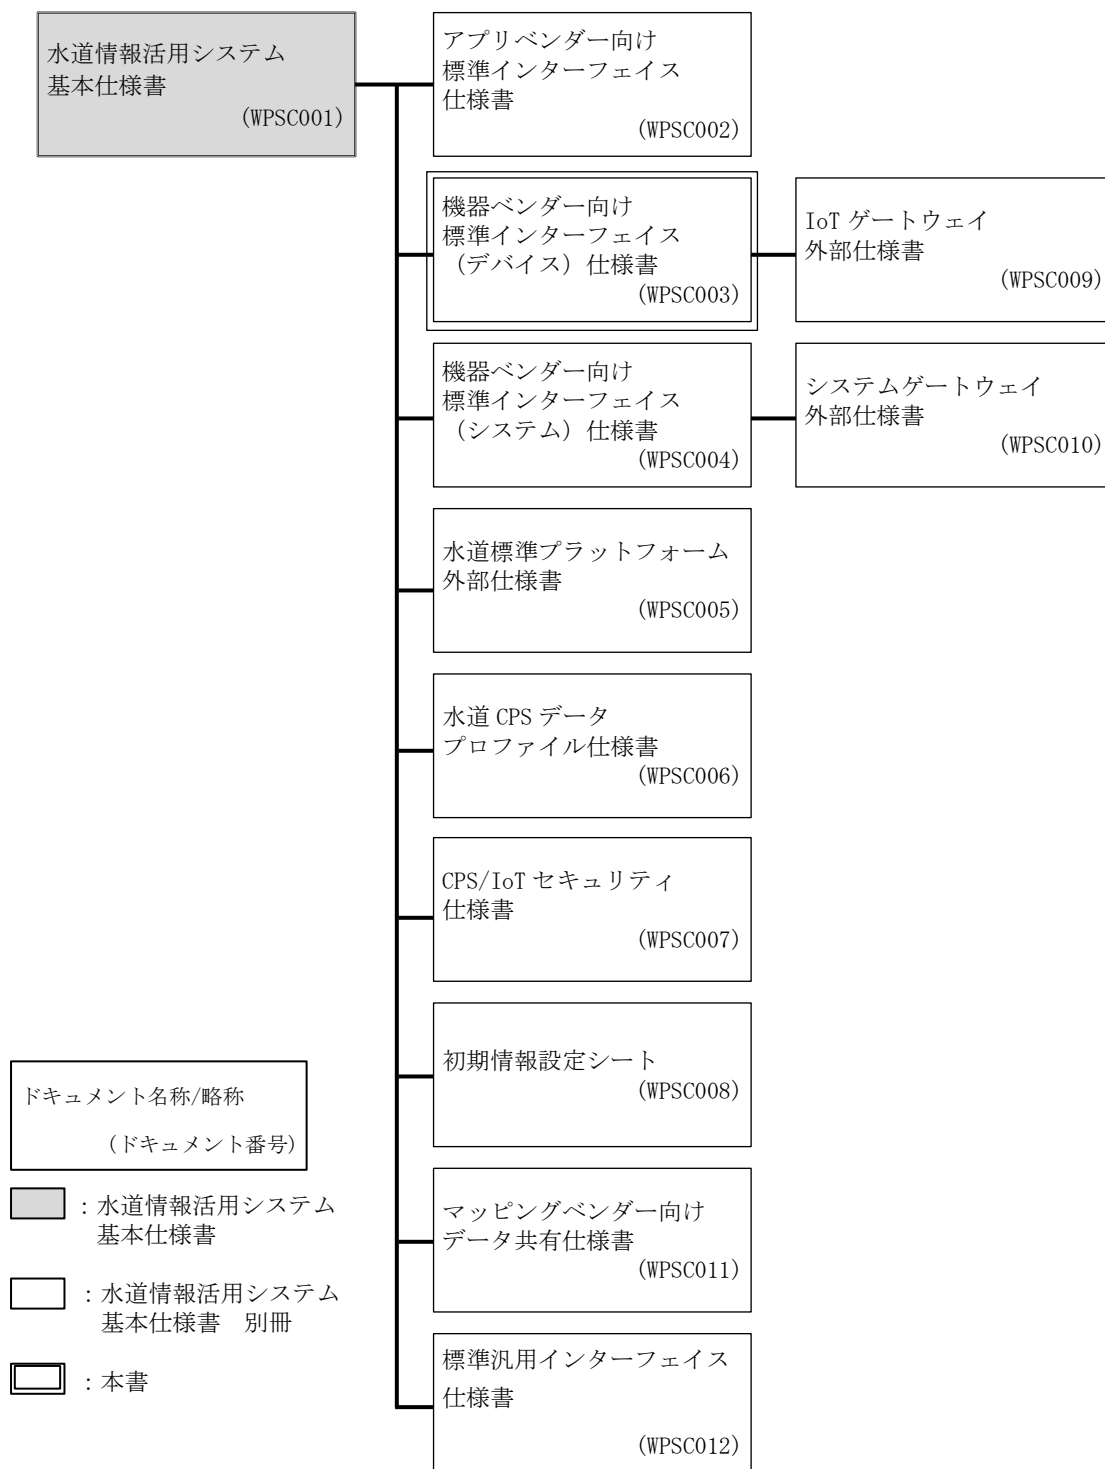 水道情報活用システム
基本仕様書
(WPSC001)
アプリベンダー向け
標準インターフェイス
仕様書
(WPSC002)
機器ベンダー向け
標準インターフェイス
（デバイス）仕様書
(WPSC003)
IoT ゲートウェイ
外部仕様書
(WPSC009)
機器ベンダー向け
標準インターフェイス
（システム）仕様書
(WPSC004)
システムゲートウェイ
外部仕様書
(WPSC010)
水道標準プラットフォーム
外部仕様書
(WPSC005)
水道 CPS データ
プロファイル仕様書
(WPSC006)
CPS/IoT セキュリティ
仕様書
(WPSC007)
初期情報設定シート
(WPSC008)
マッピングベンダー向け
データ共有仕様書
(WPSC011)
標準汎用インターフェイス
仕様書
(WPSC012)
ドキュメント名称/略称
(ドキュメント番号)
：水道情報活用システム
基本仕様書
：水道情報活用システム
基本仕様書　別冊
：本書